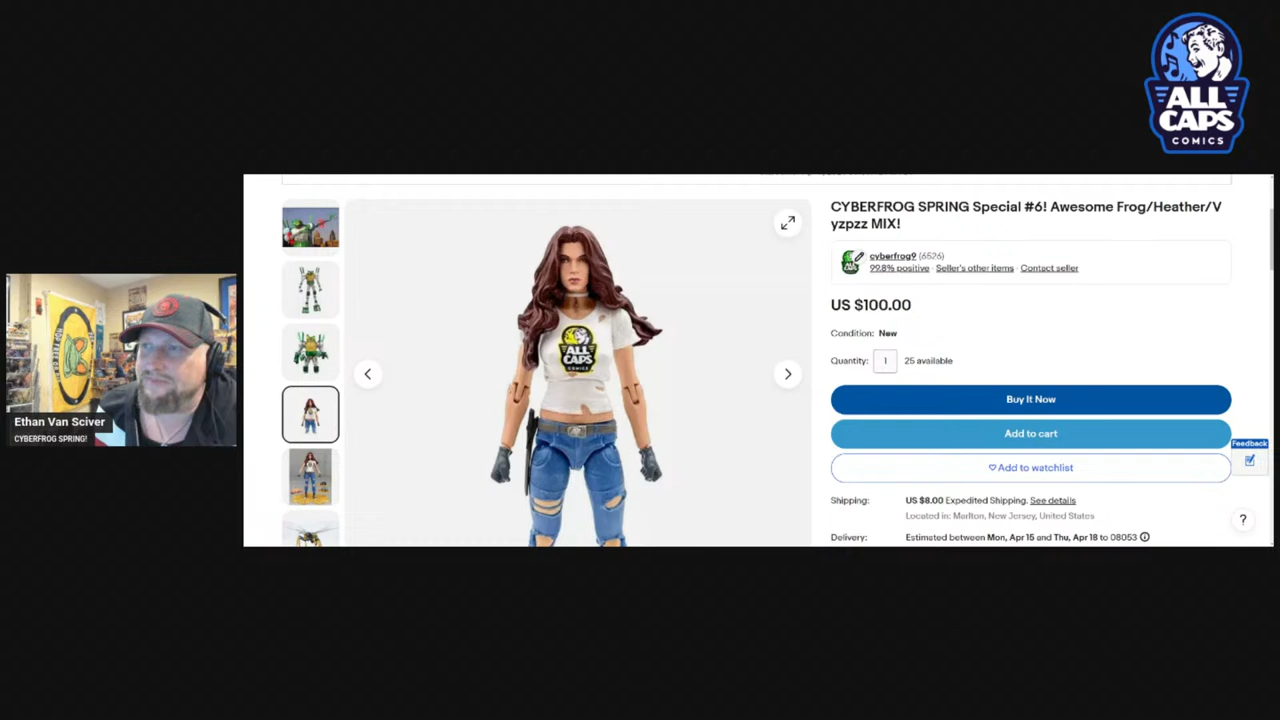 ALL
CAPS
COMICS
CYBERFROG SPRING Special #6! Awesome Frog/Heather/V
yzpzz MIX!
cyberfrog9 (6526)
99.8% positive · Seller's other items · Contact seller
US $100.00
Condition: New
Quantity: 1 25 available
Buy It Now
Add to cart
Add to watchlist
Feedback
Shipping: US $8.00 Expedited Shipping. See details
Located in: Marlton, New Jersey, United States
Delivery: Estimated between Mon, Apr 15 and Thu, Apr 18 to 08053
?
ALL
CAPS
COMICS
Ethan Van Sciver
CYBERFROG SPRING!